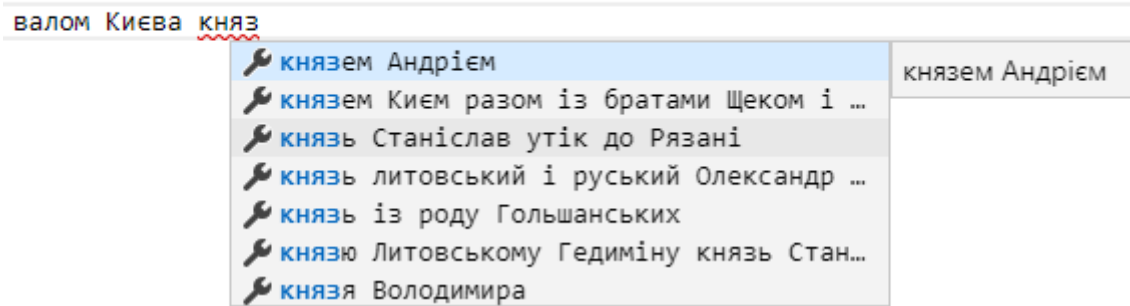 валом Києва княз
князем Андрієм
князем Андрієм
князем Києм разом із братами Щеком і …
князь Станіслав утік до Рязані
князь литовський і руський Олександр …
князь із роду Гольшанських
князю Литовському Гедиміну князь Стан…
князя Володимира